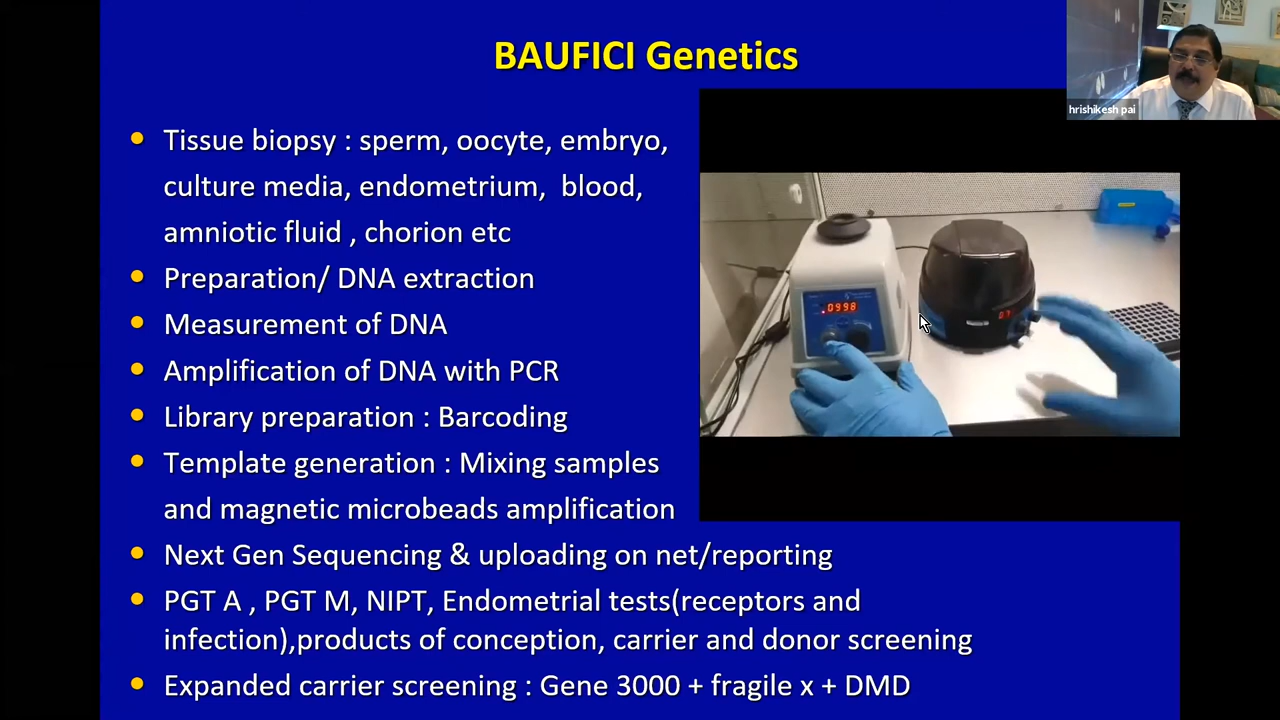 BAUFICI Genetics
hrishikesh pai
Tissue biopsy : sperm, oocyte, embryo,
culture media, endometrium, blood,
amniotic fluid , chorion etc
Preparation/ DNA extraction
Measurement of DNA
Amplification of DNA with PCR
Library preparation : Barcoding
Template generation : Mixing samples
and magnetic microbeads amplification
Next Gen Sequencing & uploading on net/reporting
PGT A , PGT M, NIPT, Endometrial tests(receptors and
infection),products of conception, carrier and donor screening
Expanded carrier screening : Gene 3000 + fragile x + DMD
0998